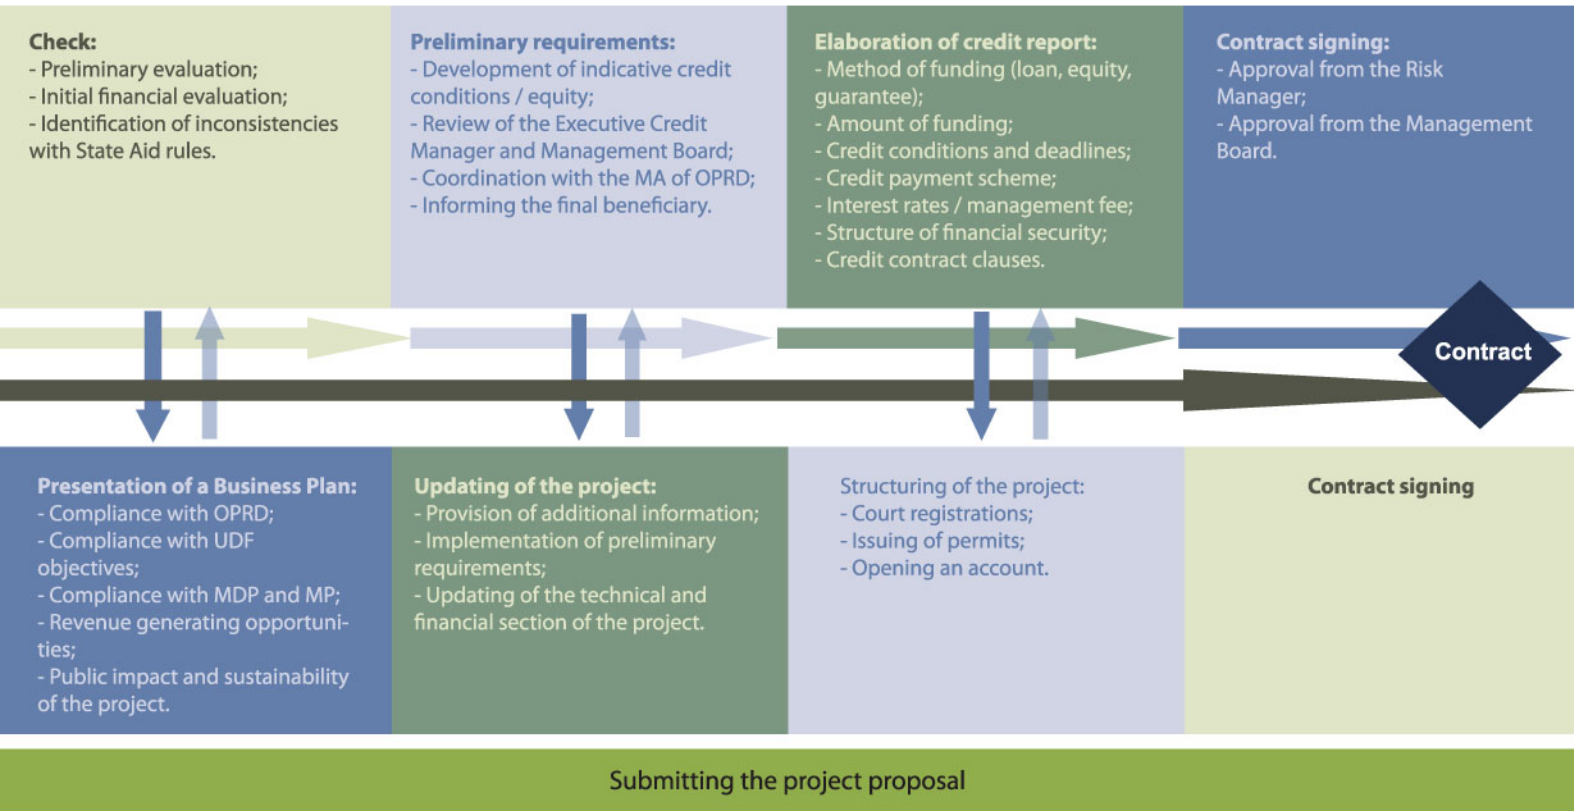 Check:
- Preliminary evaluation;
- Initial financial evaluation;
- Identification of inconsistencies
with State Aid rules.
Preliminary requirements:
- Development of indicative credit
conditions / equity;
- Review of the Executive Credit
Manager and Management Board;
- Coordination with the MA of OPRD;
- Informing the final beneficiary.
Elaboration of credit report:
- Method of funding (loan, equity,
guarantee);
- Amount of funding;
- Credit conditions and deadlines;
- Credit payment scheme;
- Interest rates / management fee;
- Structure of financial security;
- Credit contract clauses.
Contract signing:
- Approval from the Risk
Manager;
- Approval from the Management
Board.
Contract
Presentation of a Business Plan:
- Compliance with OPRD;
- Compliance with UDF
objectives;
- Compliance with MDP and MP;
- Revenue generating opportuni-
ties;
- Public impact and sustainability
of the project.
Updating of the project:
- Provision of additional information;
- Implementation of preliminary
requirements;
- Updating of the technical and
financial section of the project.
Structuring of the project:
- Court registrations;
- Issuing of permits;
- Opening an account.
Contract signing
Submitting the project proposal